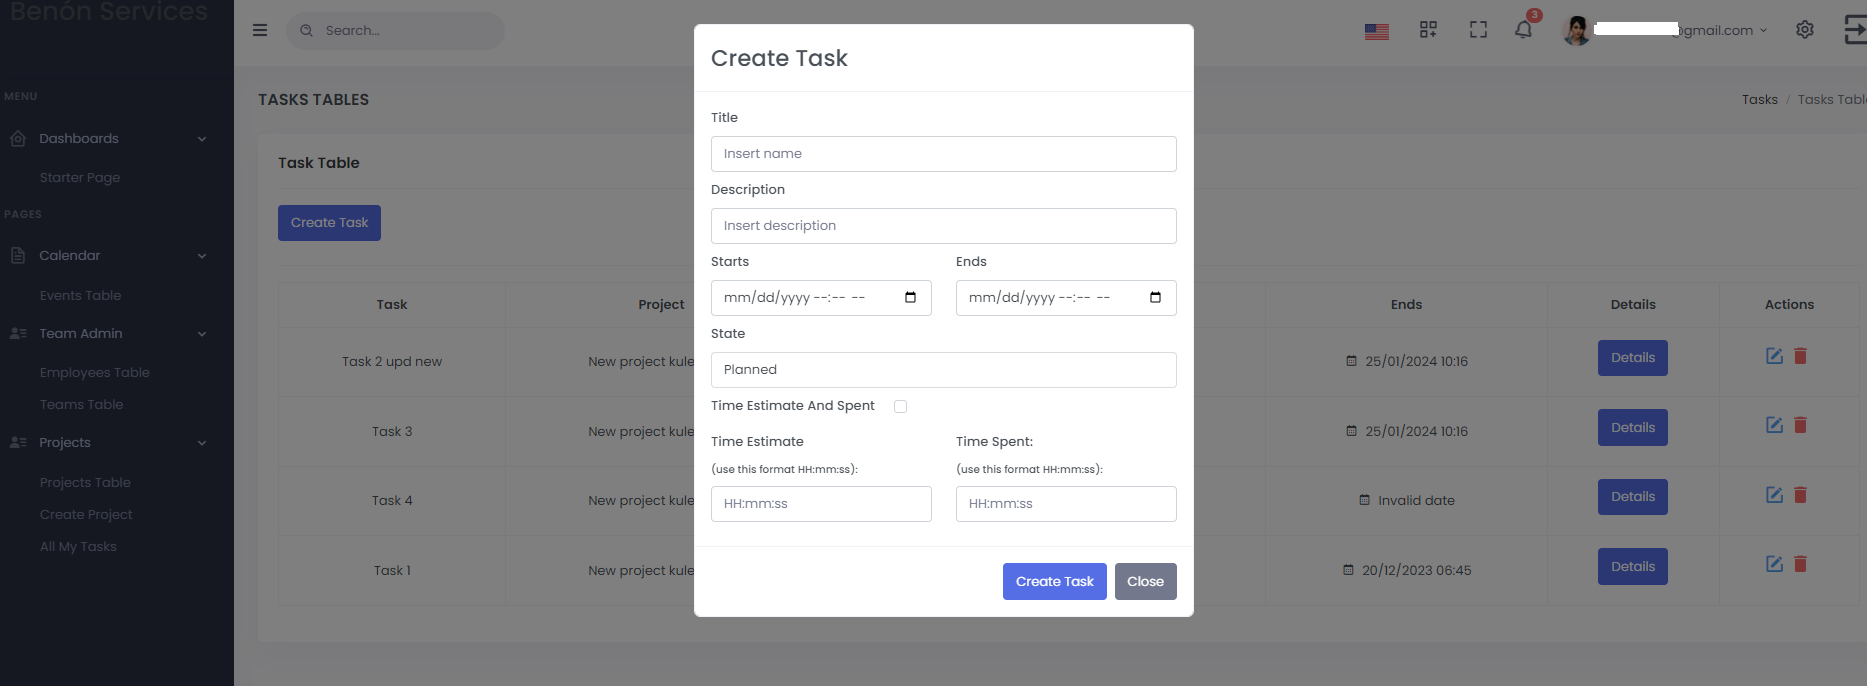 Benón Services
MENU
Dashboards
Starter Page
PAGES
Calendar
Events Table
Team Admin
Employees Table
Teams Table
Projects
Projects Table
Create Project
All My Tasks
Search...
3
@gmail.com
TASKS TABLES
Tasks / Tasks Tabl
Task Table
Create Task
Task Project Ends Details Actions
Task 2 upd new New project kule 25/01/2024 10:16 Details
Task 3 New project kule 25/01/2024 10:16 Details
Task 4 New project kule Invalid date Details
Task 1 New project kule 20/12/2023 06:45 Details
Create Task
Title
Insert name
Description
Insert description
Starts Ends
mm/dd/yyyy --:-- -- mm/dd/yyyy --:-- --
State
Planned
Time Estimate And Spent
Time Estimate Time Spent:
(use this format HH:mm:ss): (use this format HH:mm:ss):
HH:mm:ss HH:mm:ss
Create Task Close